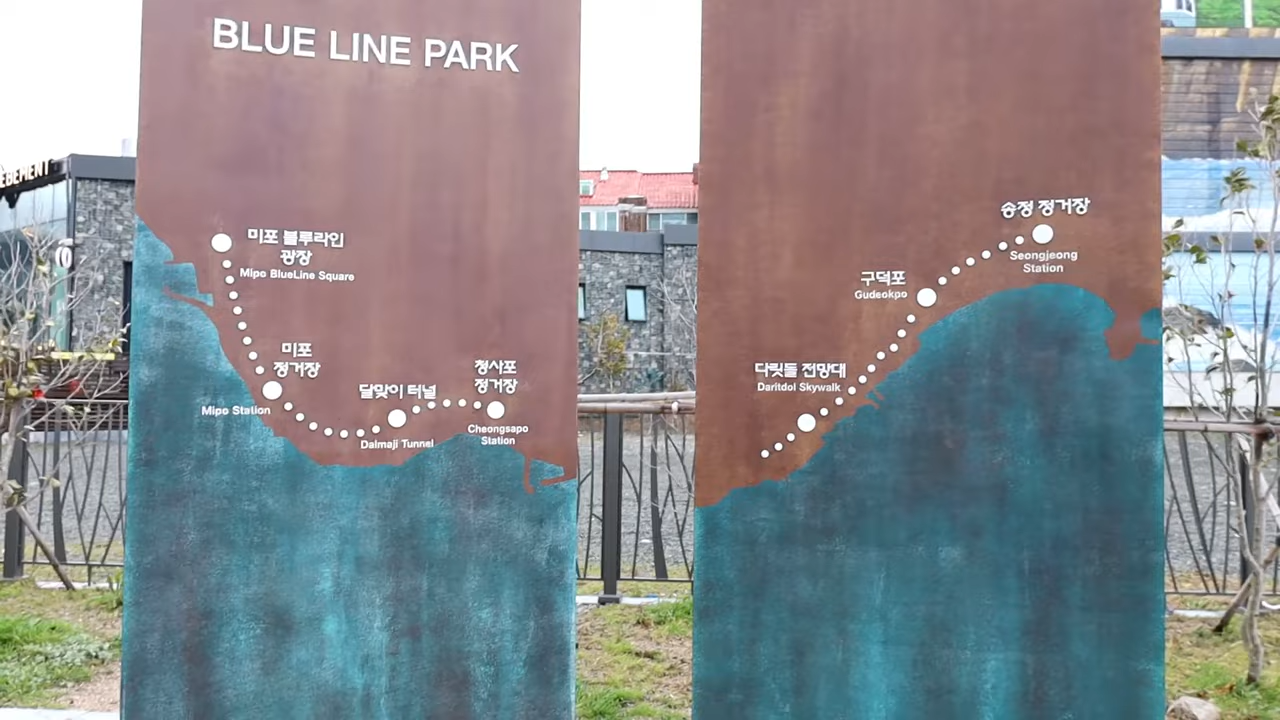 BLUE LINE PARK
미포 블루라인
광장
Mipo BlueLine Square
미포
정거장
Mipo Station
달맞이 터널
Dalmaji Tunnel
청사포
정거장
Cheongsapo
Station
다릿돌 전망대
Daritdol Skywalk
구덕포
Gudeokpo
송정 정거장
Seongjeong
Station